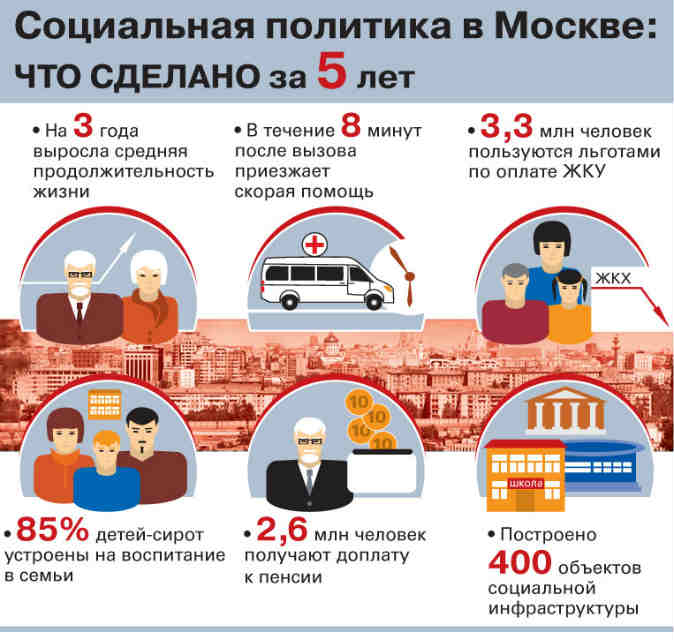 Социальная политика в Москве:
ЧТО СДЕЛАНО за 5 лет
• На 3 года
выросла средняя
продолжительность
жизни
• В течение 8 минут
после вызова
приезжает
скорая помощь
• 3,3 млн человек
пользуются льготами
по оплате ЖКУ
ЖКХ
10
10
10
10
школа
• 85% детей-сирот
устроены на воспитание
в семьи
• 2,6 млн человек
получают доплату
к пенсии
• Построено
400 объектов
социальной
инфраструктуры